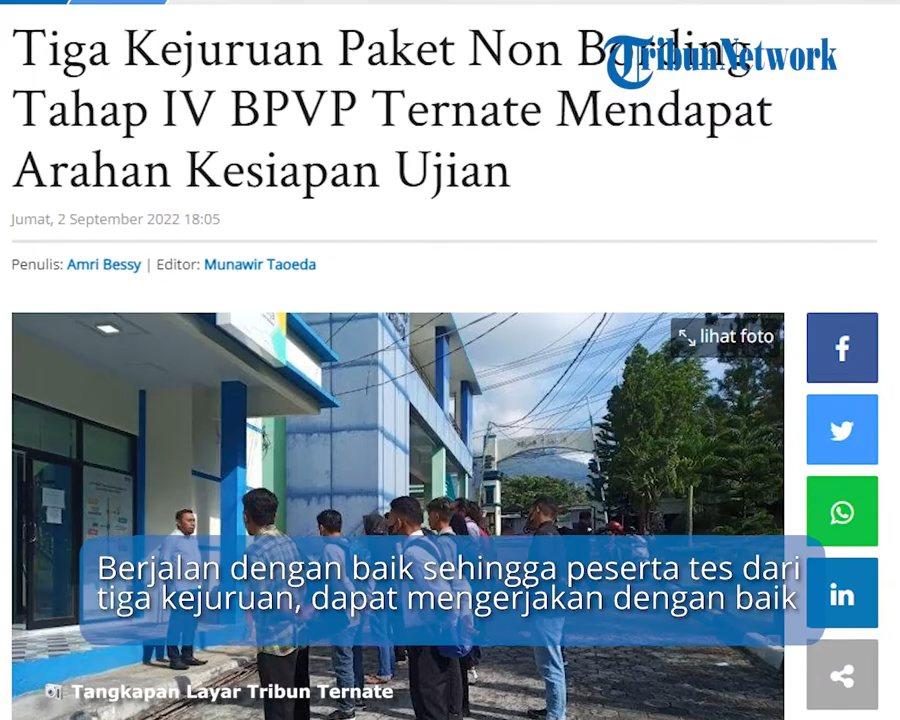 Tiga Kejuruan Paket Non Bording
TribunNetwork
Tahap IV BPVP Ternate Mendapat
Arahan Kesiapan Ujian
Jumat, 2 September 2022 18:05
Penulis: Amri Bessy | Editor: Munawir Taoeda
lihat foto
Berjalan dengan baik sehingga peserta tes dari
tiga kejuruan, dapat mengerjakan dengan baik
Tangkapan Layar Tribun Ternate